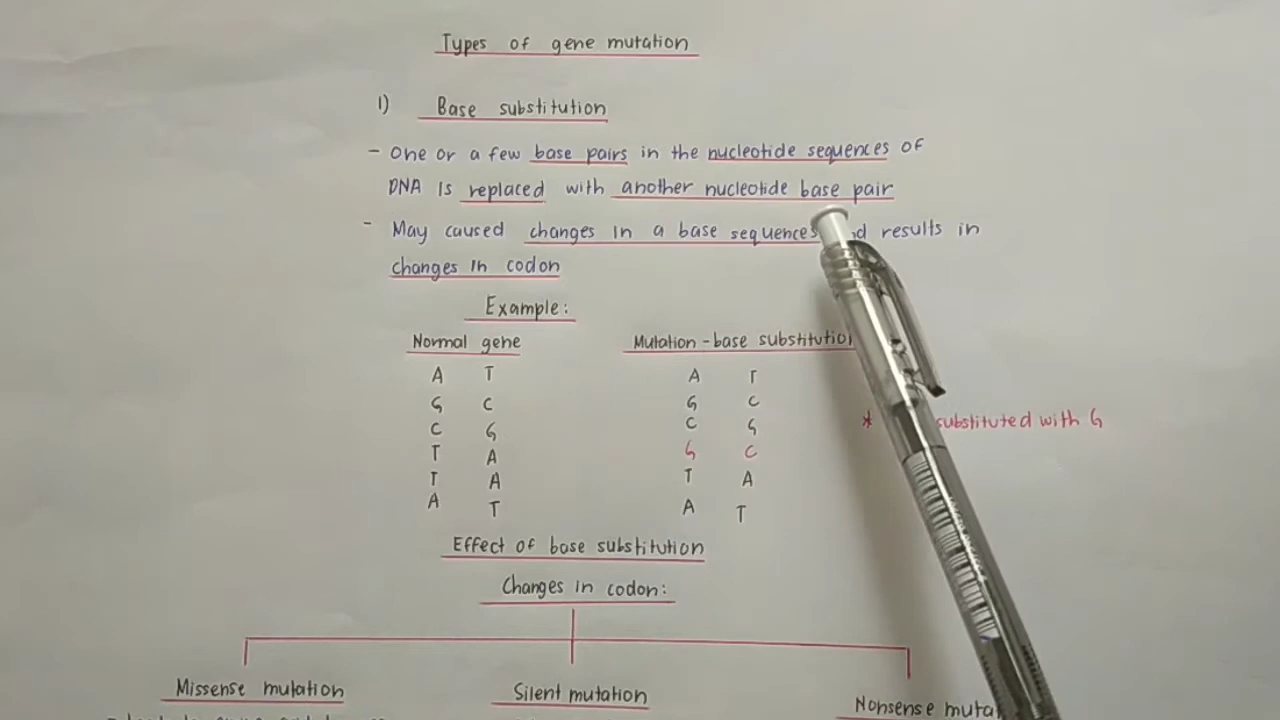 Types of gene mutation
1) Base substitution
- One or a few base pairs in the nucleotide sequences of
DNA is replaced with another nucleotide base pair
- May caused changes in a base sequences results in
changes in codon
Example:
Normal gene Mutation - base substitution
A T A T
G C G C
C G C G
* substituted with G
T A G C
T A T A
A T A T
Effect of base substitution
Changes in codon:
Missense mutation Silent mutation Nonsense